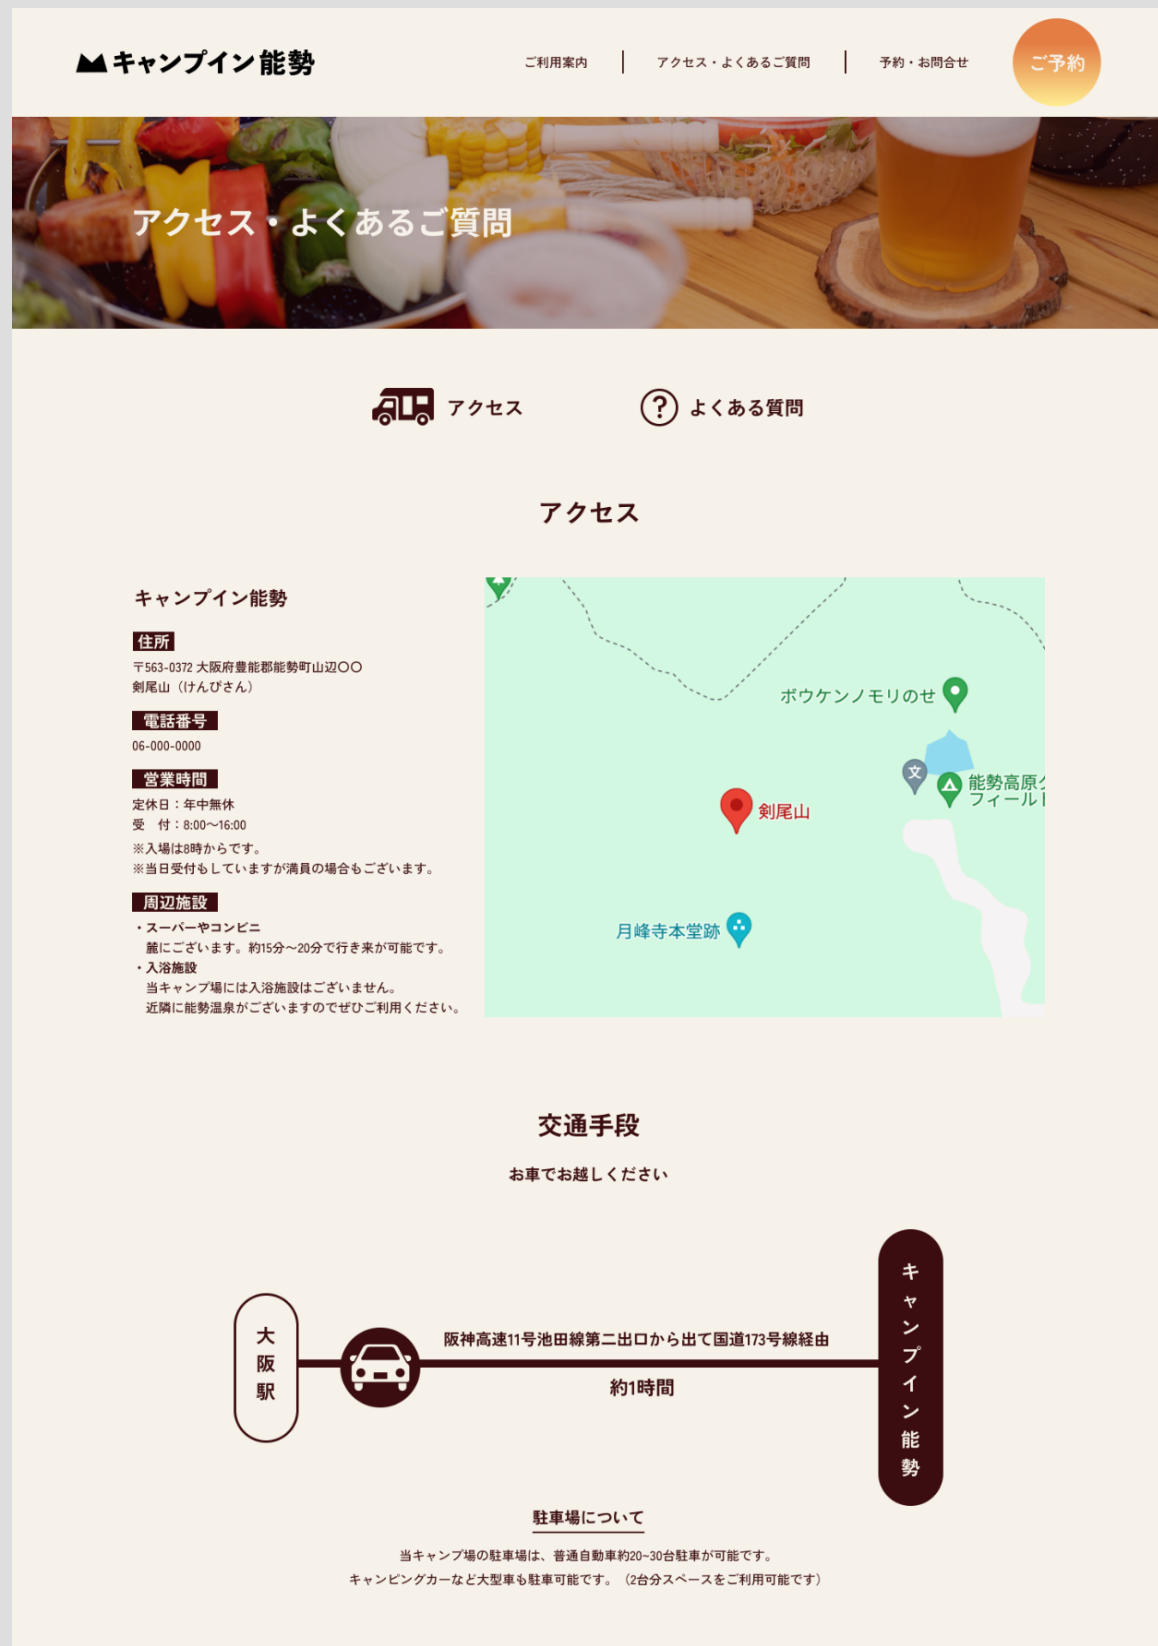 キャンプイン能勢
ご利用案内
アクセス・よくあるご質問
予約・お問合せ
ご予約
アクセス・よくあるご質問
アクセス
よくある質問
アクセス
キャンプイン能勢
住所
〒563-0372 大阪府豊能郡能勢町山辺〇〇
剣尾山（けんびさん）
電話番号
06-000-0000
営業時間
定休日：年中無休
受　付：8:00〜16:00
※入場は8時からです。
※当日受付もしていますが満員の場合もございます。
周辺施設
・スーパーやコンビニ
麓にございます。約15分〜20分で行き来が可能です。
・入浴施設
当キャンプ場には入浴施設はございません。
近隣に能勢温泉がございますのでぜひご利用ください。
ボウケンノモリのせ
文
能勢高原ク
フィールド
剣尾山
月峰寺本堂跡
交通手段
お車でお越しください
大阪駅
阪神高速11号池田線第二出口から出て国道173号線経由
約1時間
キャンプイン能勢
駐車場について
当キャンプ場の駐車場は、普通自動車約20~30台駐車が可能です。
キャンピングカーなど大型車も駐車可能です。（2台分スペースをご利用可能です）